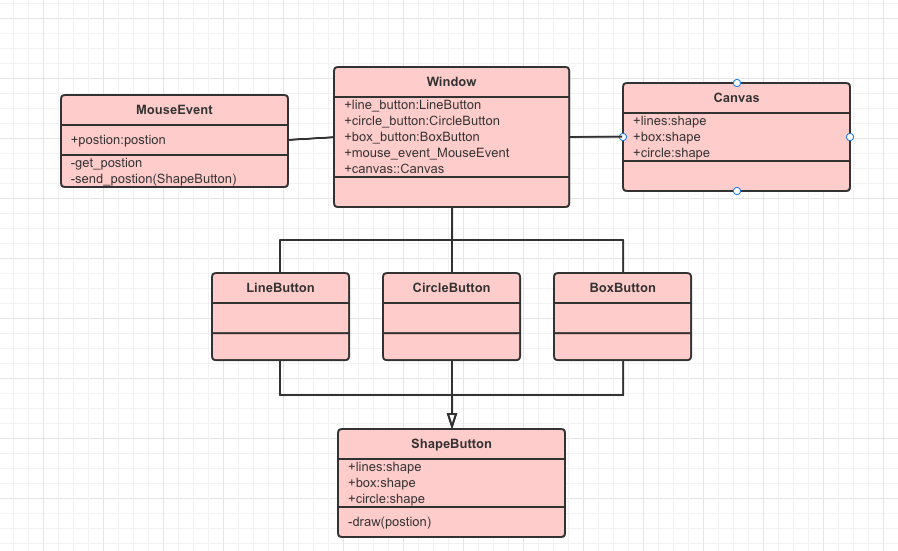 Window
+line_button:LineButton
+circle_button:CircleButton
+box_button:BoxButton
+mouse_event_MouseEvent
+canvas::Canvas
MouseEvent
+postion:postion
-get_postion
-send_postion(ShapeButton)
Canvas
+lines:shape
+box:shape
+circle:shape
LineButton
CircleButton
BoxButton
ShapeButton
+lines:shape
+box:shape
+circle:shape
-draw(postion)